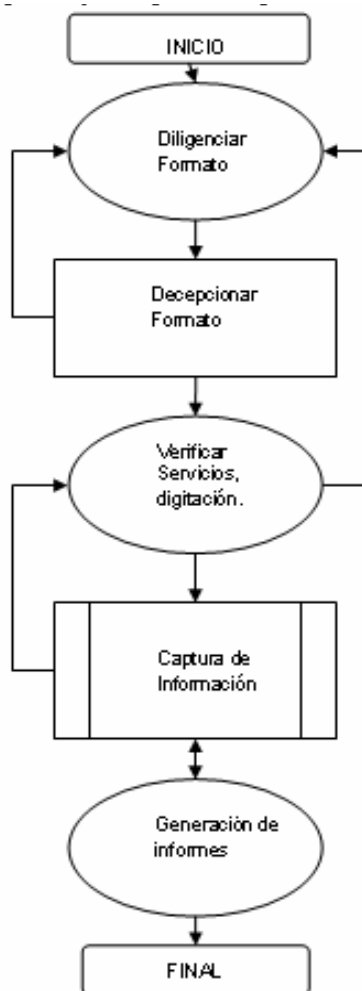 INICIO
Diligenciar
Formato
Decepcionar
Formato
Verificar
Servicios,
digitación.
Captura de
Información
Generación de
informes
FINAL